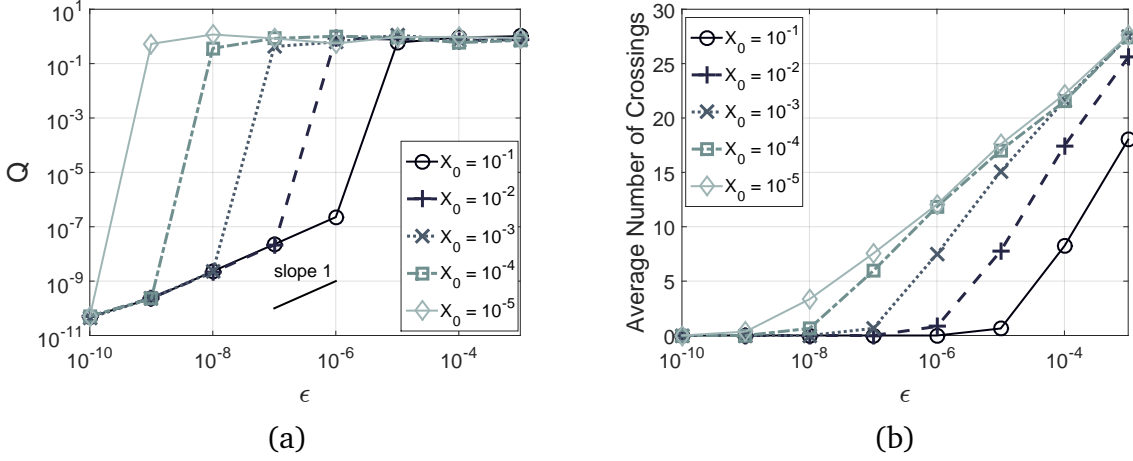 10^1
10^-1
10^-3
10^-5
10^-7
10^-9
10^-11
Q
X_0 = 10^-1
X_0 = 10^-2
X_0 = 10^-3
X_0 = 10^-4
X_0 = 10^-5
slope 1
10^-10
10^-8
10^-6
10^-4
ϵ
(a)
30
25
20
15
10
5
0
Average Number of Crossings
X_0 = 10^-1
X_0 = 10^-2
X_0 = 10^-3
X_0 = 10^-4
X_0 = 10^-5
10^-10
10^-8
10^-6
10^-4
ϵ
(b)